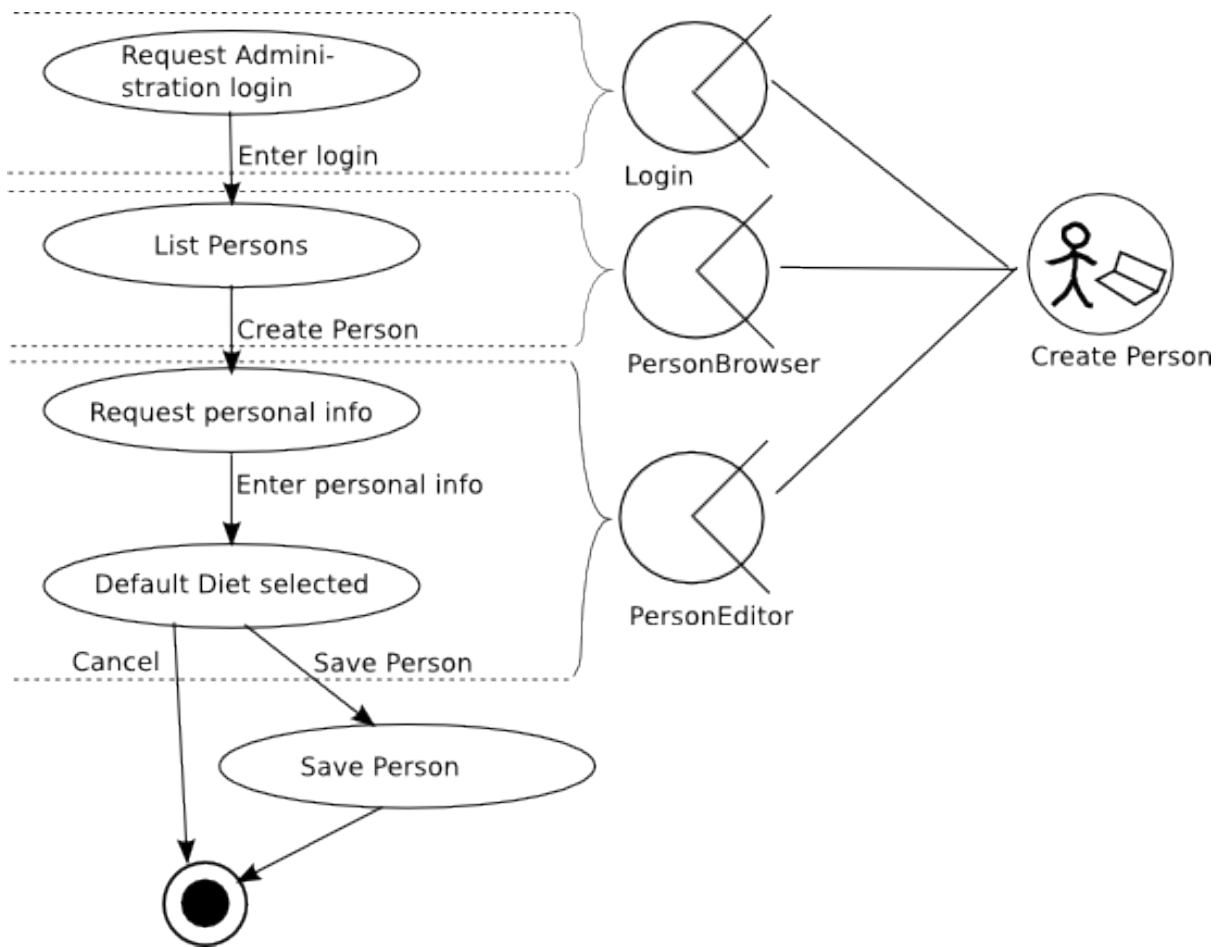 Request Admini-
stration login
Enter login
Login
List Persons
Create Person
PersonBrowser
Create Person
Request personal info
Enter personal info
Default Diet selected
PersonEditor
Cancel
Save Person
Save Person